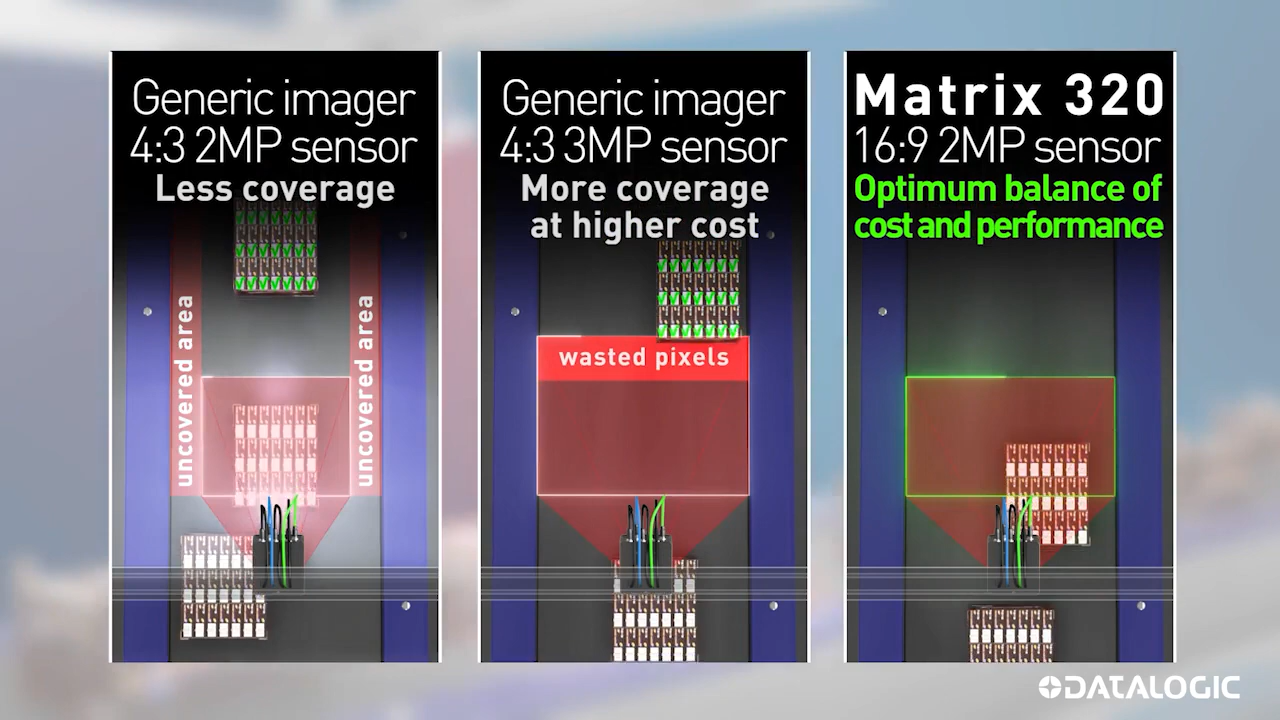 Generic imager
4:3 2MP sensor
Less coverage
uncovered area
uncovered area
Generic imager
4:3 3MP sensor
More coverage
at higher cost
wasted pixels
Matrix 320
16:9 2MP sensor
Optimum balance of
cost and performance
DATALOGIC